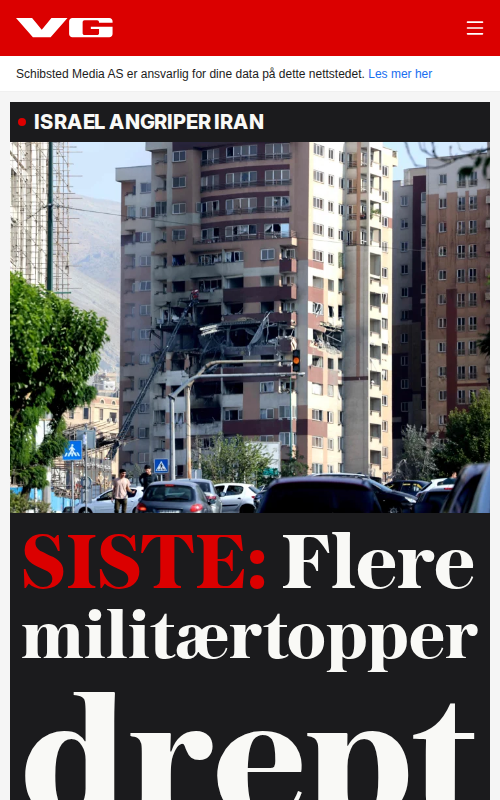 VG
Schibsted Media AS er ansvarlig for dine data på dette nettstedet. Les mer her
ISRAEL ANGRIPER IRAN
SISTE: Flere
militærtopper
drept